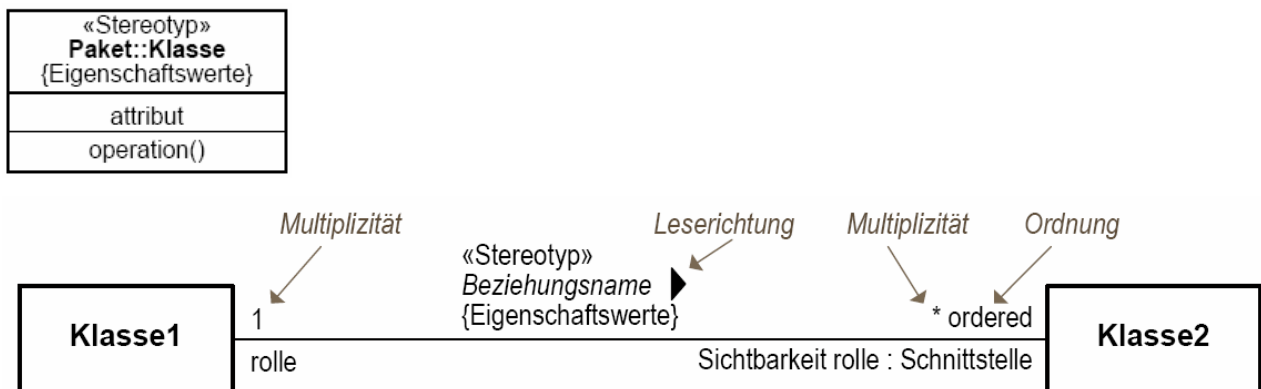 «Stereotyp»
Paket::Klasse
{Eigenschaftswerte}
attribut
operation()
Multiplizität
Leserichtung
Multiplizität
Ordnung
«Stereotyp»
Beziehungsname
{Eigenschaftswerte}
Klasse1
1
rolle
* ordered
Sichtbarkeit rolle : Schnittstelle
Klasse2